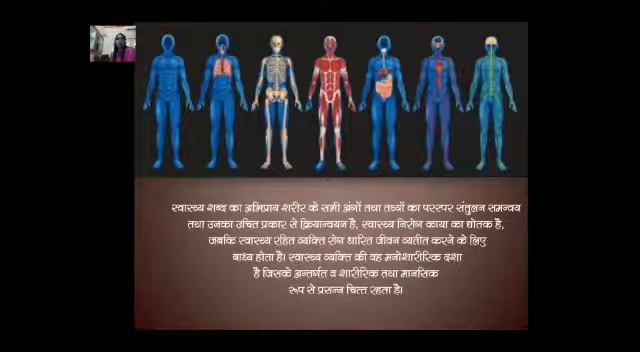 स्वास्थ्य शब्द का अभिप्राय शरीर के सभी अंगों तथा तथ्यों का परस्पर संतुलन समन्वय
तथा उनका उचित प्रकार से क्रियान्वयन है, स्वास्थ्य निरोग काया का धोतक है,
जबकि स्वास्थ्य रहित व्यक्ति रोग धारित जीवन व्यतीत करने के लिए
बाध्य होता है। स्वास्थ्य व्यक्ति की वह मनोशारीरिक दशा
है जिसके अन्तर्गत व शारीरिक तथा मानसिक
रूप से प्रसन्न चित्त रहता है।